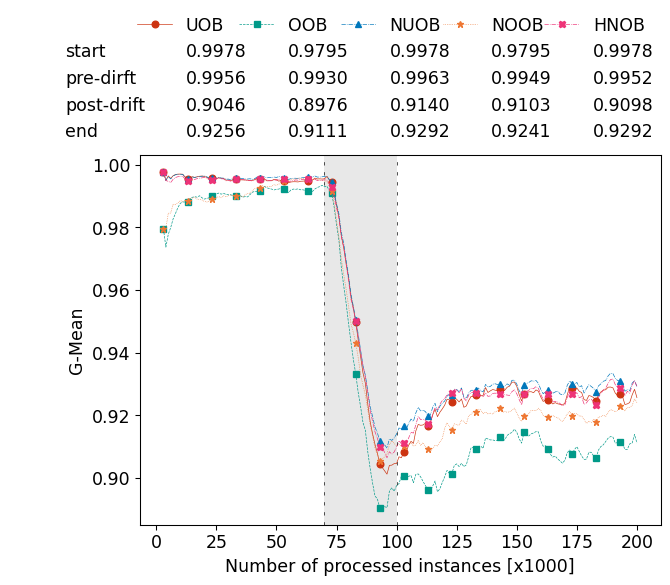 UOB OOB NUOB NOOB HNOB
start 0.9978 0.9795 0.9978 0.9795 0.9978
pre-dirft 0.9956 0.9930 0.9963 0.9949 0.9952
post-drift 0.9046 0.8976 0.9140 0.9103 0.9098
end 0.9256 0.9111 0.9292 0.9241 0.9292
1.00
0.98
0.96
0.94
0.92
0.90
G-Mean
0 25 50 75 100 125 150 175 200
Number of processed instances [x1000]